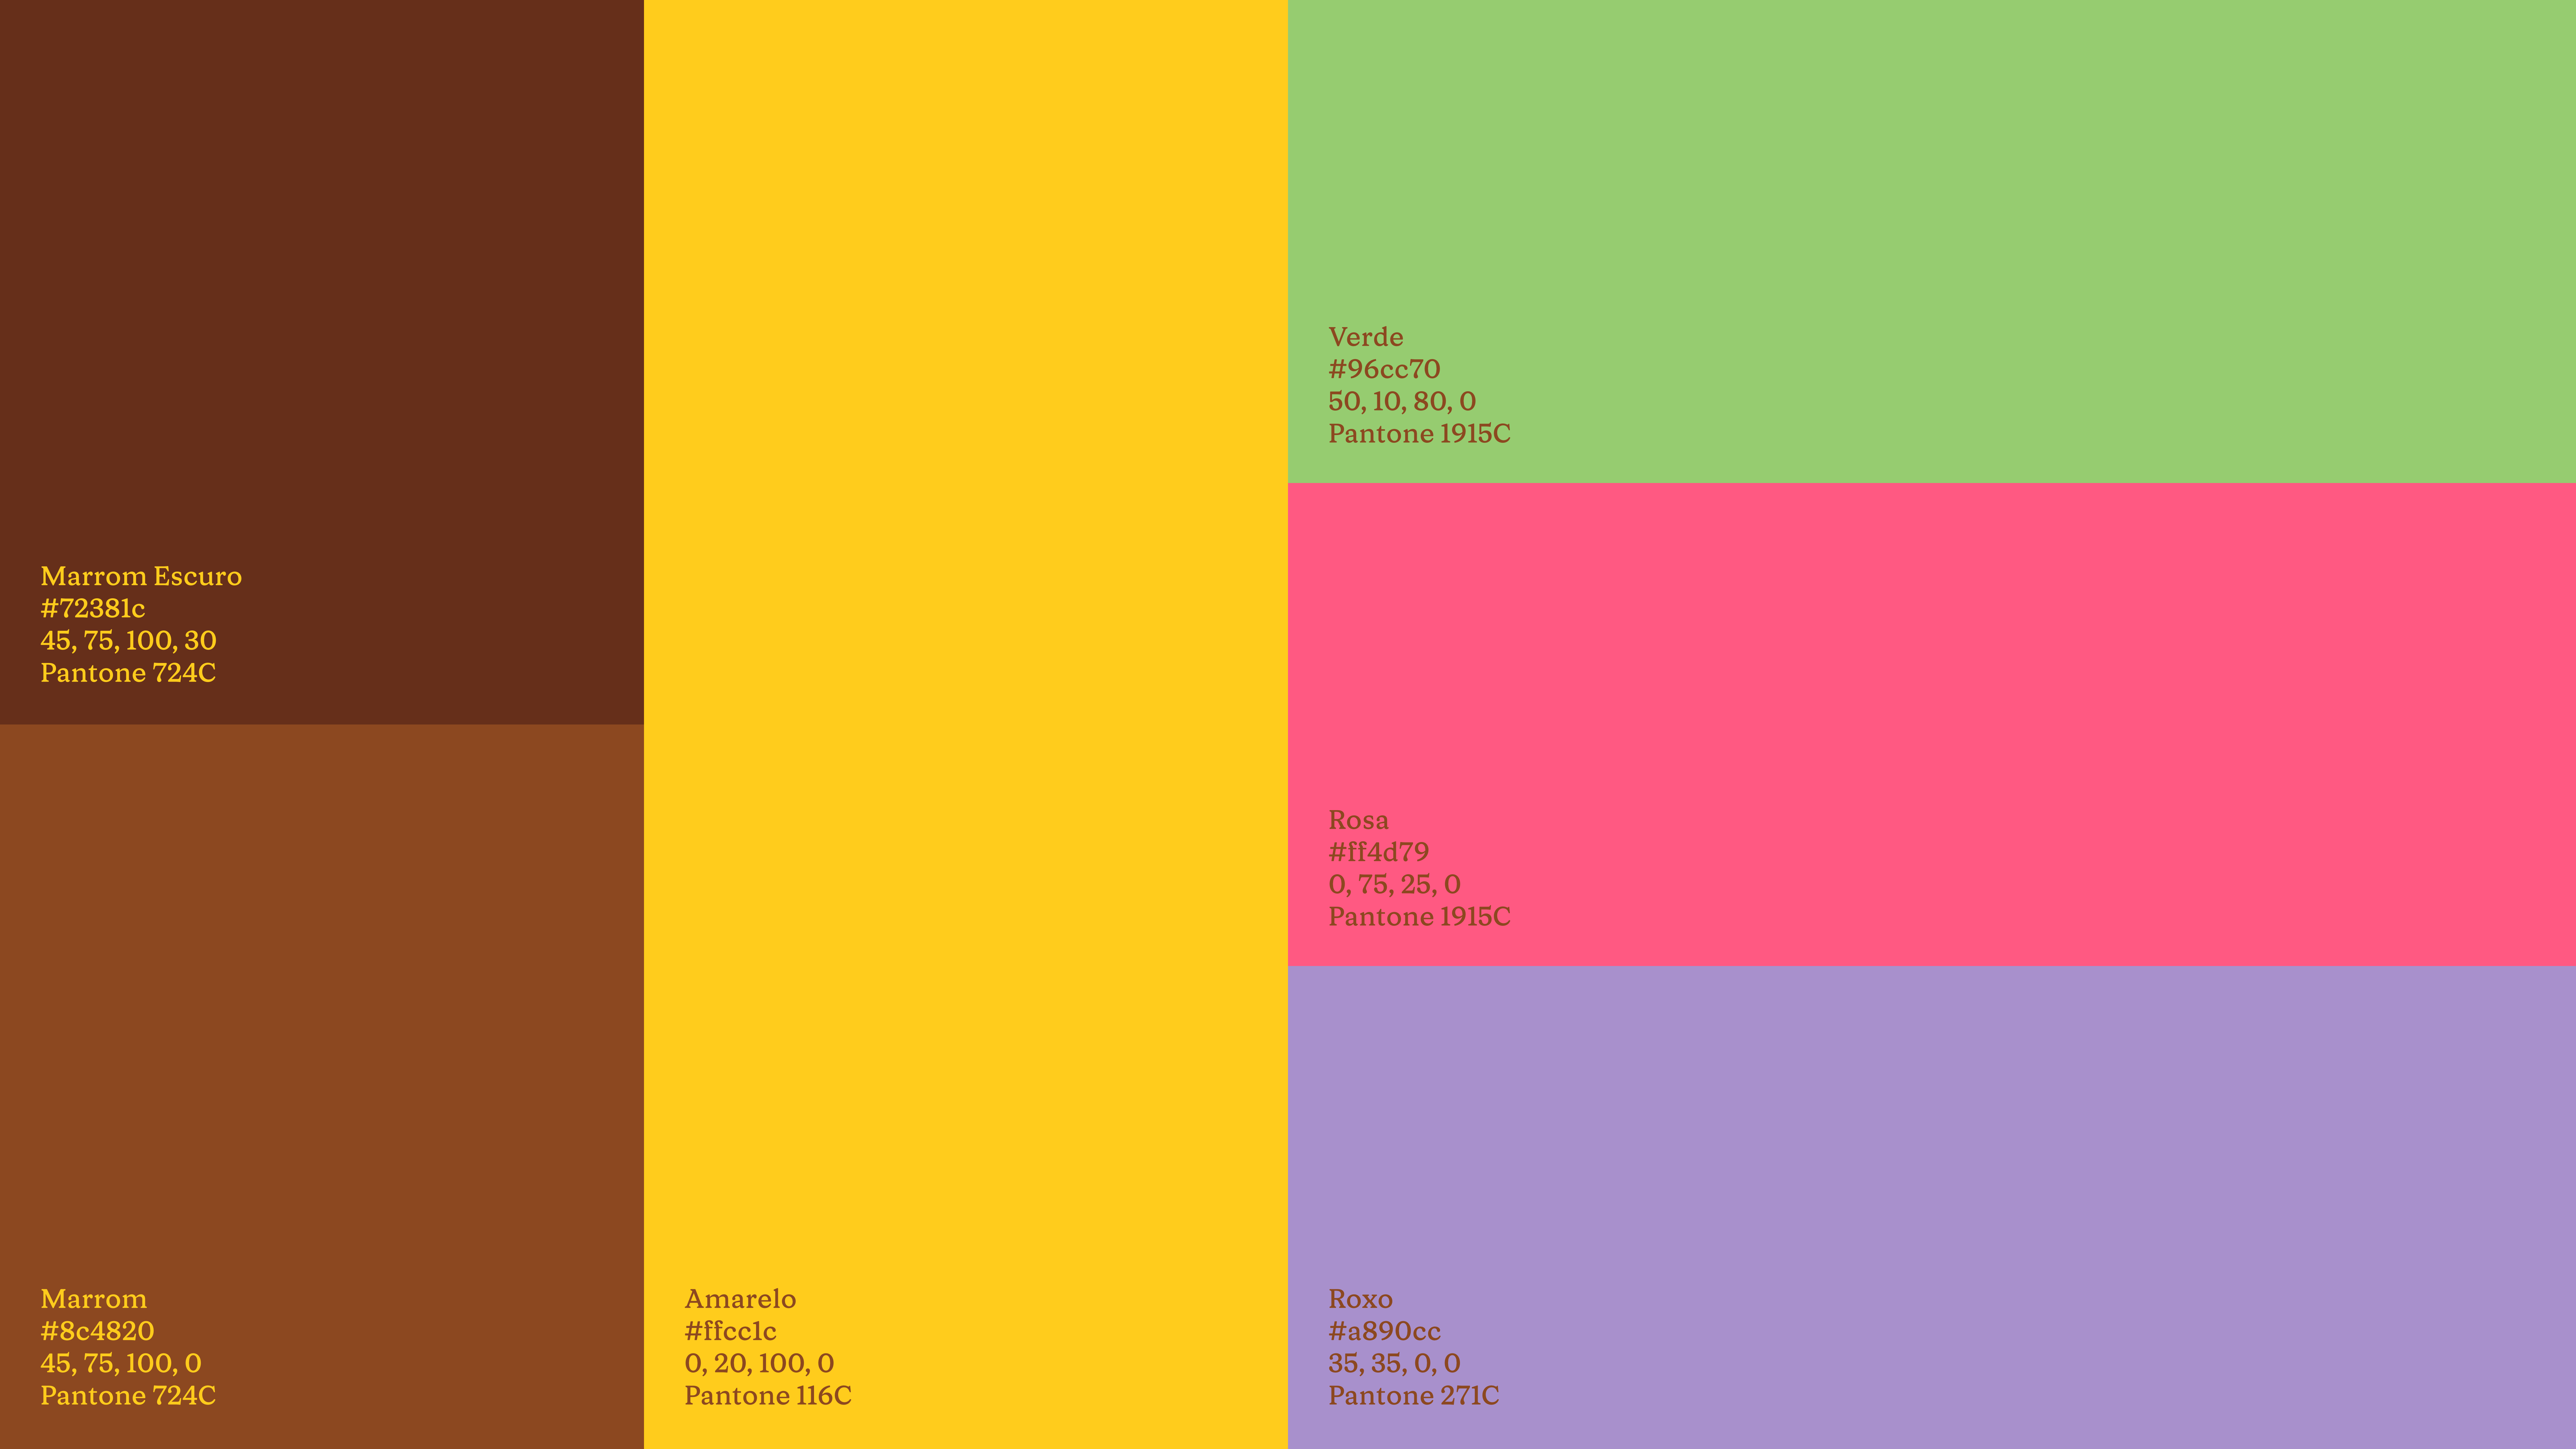 Marrom Escuro
#72381c
45, 75, 100, 30
Pantone 724C
Marrom
#8c4820
45, 75, 100, 0
Pantone 724C
Amarelo
#ffcc1c
0, 20, 100, 0
Pantone 116C
Verde
#96cc70
50, 10, 80, 0
Pantone 1915C
Rosa
#ff4d79
0, 75, 25, 0
Pantone 1915C
Roxo
#a890cc
35, 35, 0, 0
Pantone 271C